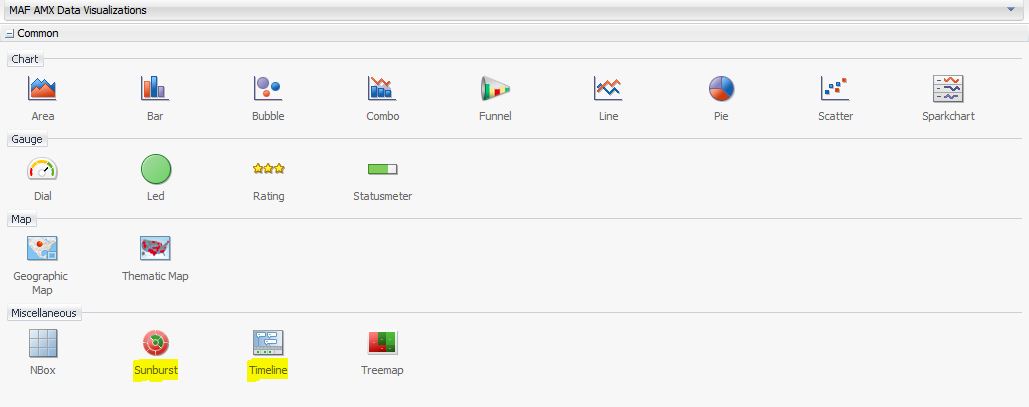 MAF AMX Data Visualizations
Common
Chart
Area Bar Bubble Combo Funnel Line Pie Scatter Sparkchart
Gauge
Dial Led Rating Statusmeter
Map
Geographic Map Thematic Map
Miscellaneous
NBox Sunburst Timeline Treemap